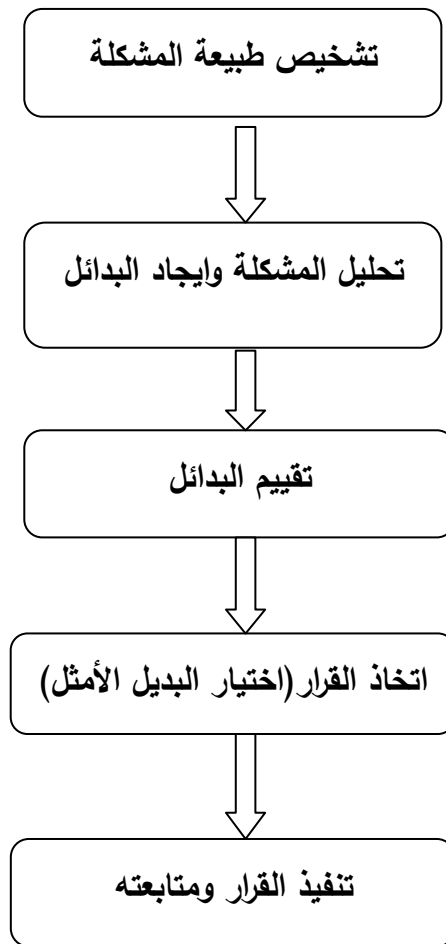 تشخيص طبيعة المشكلة
تحليل المشكلة وايجاد البدائل
تقييم البدائل
اتخاذ القرار(اختيار البديل الأمثل)
تنفيذ القرار ومتابعته